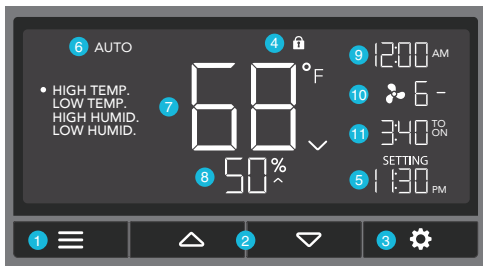 6 AUTO
4
9 12:00 AM
• HIGH TEMP.
LOW TEMP.
HIGH HUMID.
LOW HUMID.
7 68°F
10 6 -
11 3:40 TO ON
8 50%
SETTING
5 11:30 PM
1
2
3